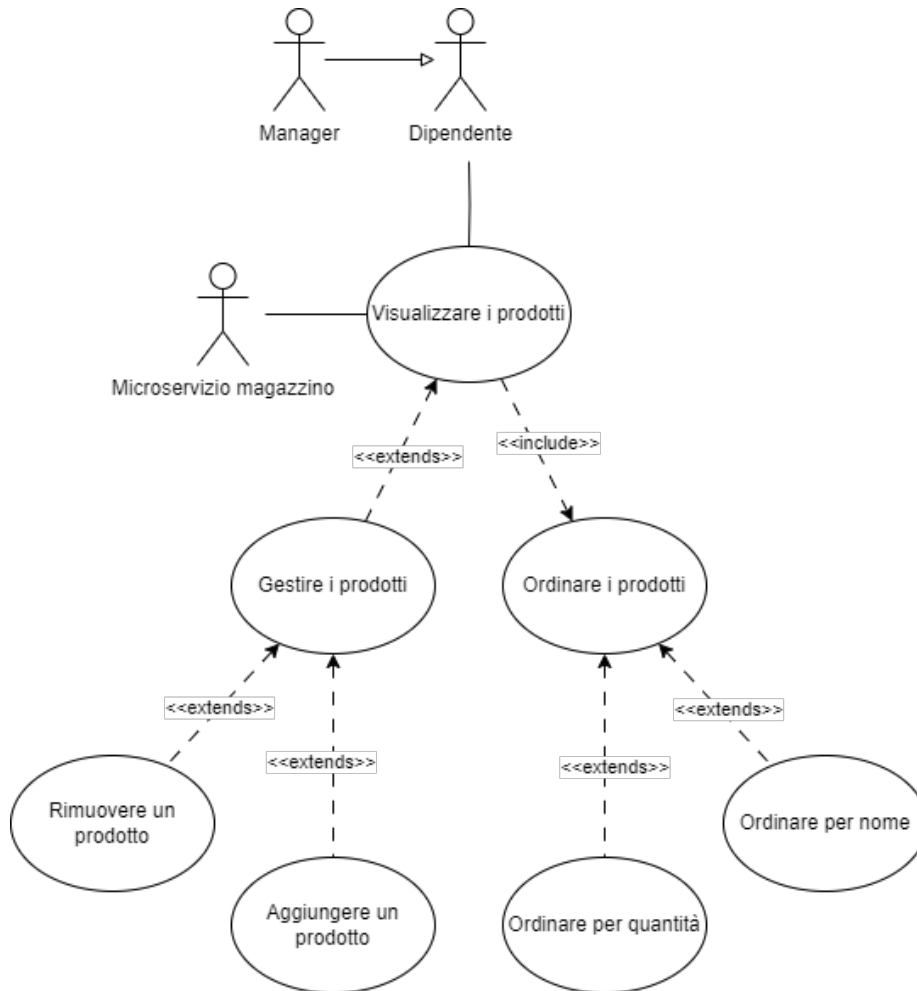 Manager
Dipendente
Visualizzare i prodotti
Microservizio magazzino
<<extends>>
<<include>>
Gestire i prodotti
Ordinare i prodotti
<<extends>>
<<extends>>
<<extends>>
<<extends>>
Rimuovere un
prodotto
Ordinare per nome
Aggiungere un
prodotto
Ordinare per quantità